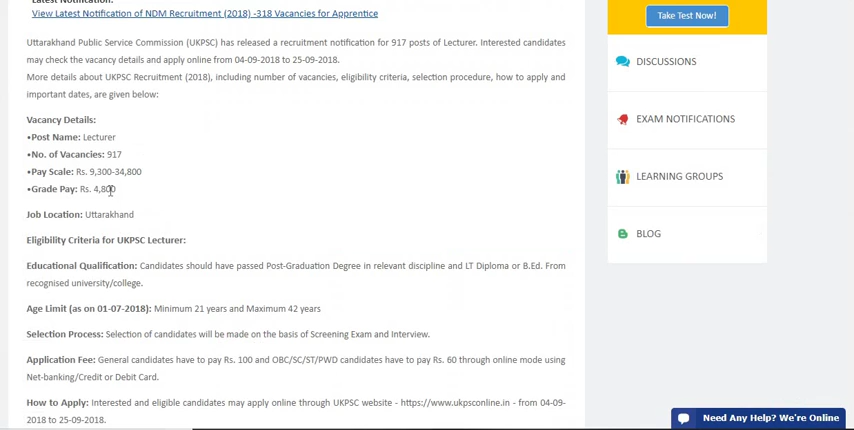 Latest Notification:
View Latest Notification of NDM Recruitment (2018) -318 Vacancies for Apprentice
Uttarakhand Public Service Commission (UKPSC) has released a recruitment notification for 917 posts of Lecturer. Interested candidates
may check the vacancy details and apply online from 04-09-2018 to 25-09-2018.
More details about UKPSC Recruitment (2018), including number of vacancies, eligibility criteria, selection procedure, how to apply and
important dates, are given below:
Vacancy Details:
•Post Name: Lecturer
•No. of Vacancies: 917
•Pay Scale: Rs. 9,300-34,800
•Grade Pay: Rs. 4,800
Job Location: Uttarakhand
Eligibility Criteria for UKPSC Lecturer:
Educational Qualification: Candidates should have passed Post-Graduation Degree in relevant discipline and LT Diploma or B.Ed. From
recognised university/college.
Age Limit (as on 01-07-2018): Minimum 21 years and Maximum 42 years
Selection Process: Selection of candidates will be made on the basis of Screening Exam and Interview.
Application Fee: General candidates have to pay Rs. 100 and OBC/SC/ST/PWD candidates have to pay Rs. 60 through online mode using
Net-banking/Credit or Debit Card.
How to Apply: Interested and eligible candidates may apply online through UKPSC website - https://www.ukpsconline.in - from 04-09-
2018 to 25-09-2018.
Take Test Now!
DISCUSSIONS
EXAM NOTIFICATIONS
LEARNING GROUPS
BLOG
Need Any Help? We're Online